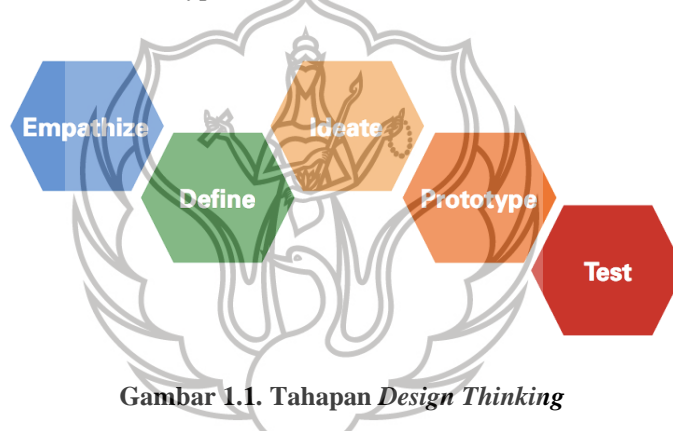 Empathize
Define
Ideate
Prototype
Test
Gambar 1.1. Tahapan Design Thinking